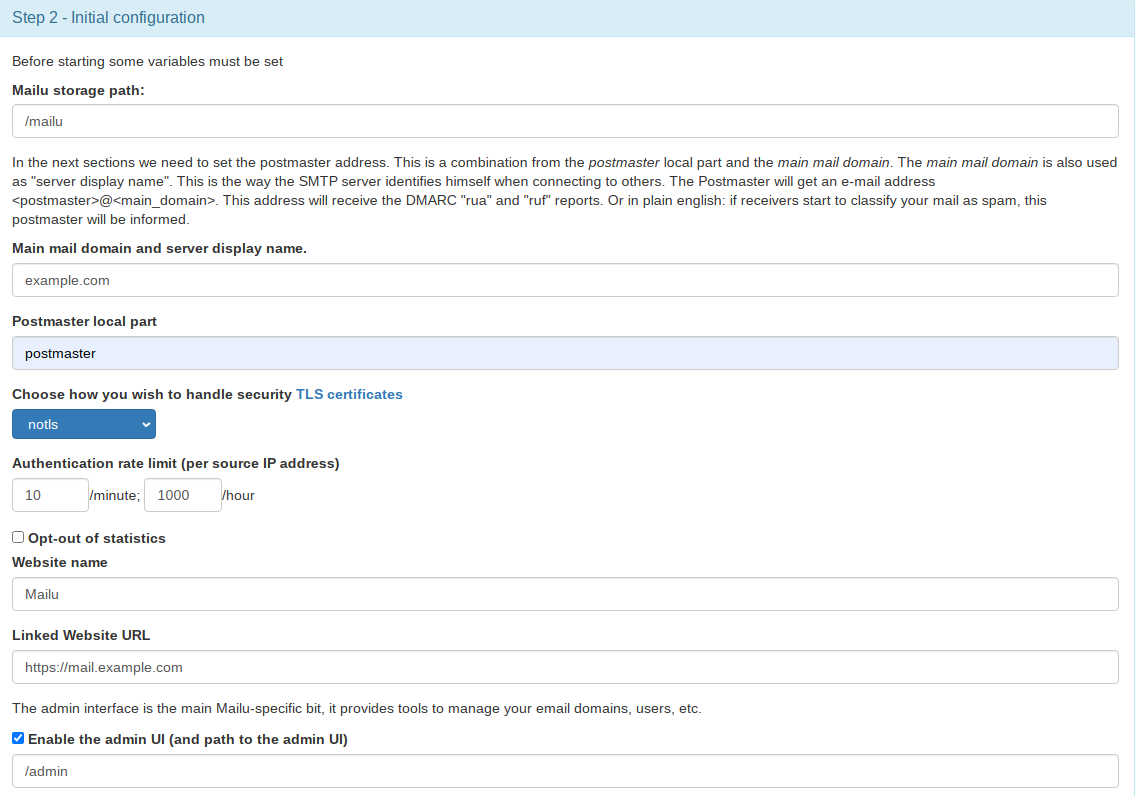 Step 2 - Initial configuration
Before starting some variables must be set
Mailu storage path:
/mailu
In the next sections we need to set the postmaster address. This is a combination from the postmaster local part and the main mail domain. The main mail domain is also used
as "server display name". This is the way the SMTP server identifies himself when connecting to others. The Postmaster will get an e-mail address
<postmaster>@<main_domain>. This address will receive the DMARC "rua" and "ruf" reports. Or in plain english: if receivers start to classify your mail as spam, this
postmaster will be informed.
Main mail domain and server display name.
example.com
Postmaster local part
postmaster
Choose how you wish to handle security TLS certificates
notls
Authentication rate limit (per source IP address)
10 /minute; 1000 /hour
Opt-out of statistics
Website name
Mailu
Linked Website URL
https://mail.example.com
The admin interface is the main Mailu-specific bit, it provides tools to manage your email domains, users, etc.
Enable the admin UI (and path to the admin UI)
/admin